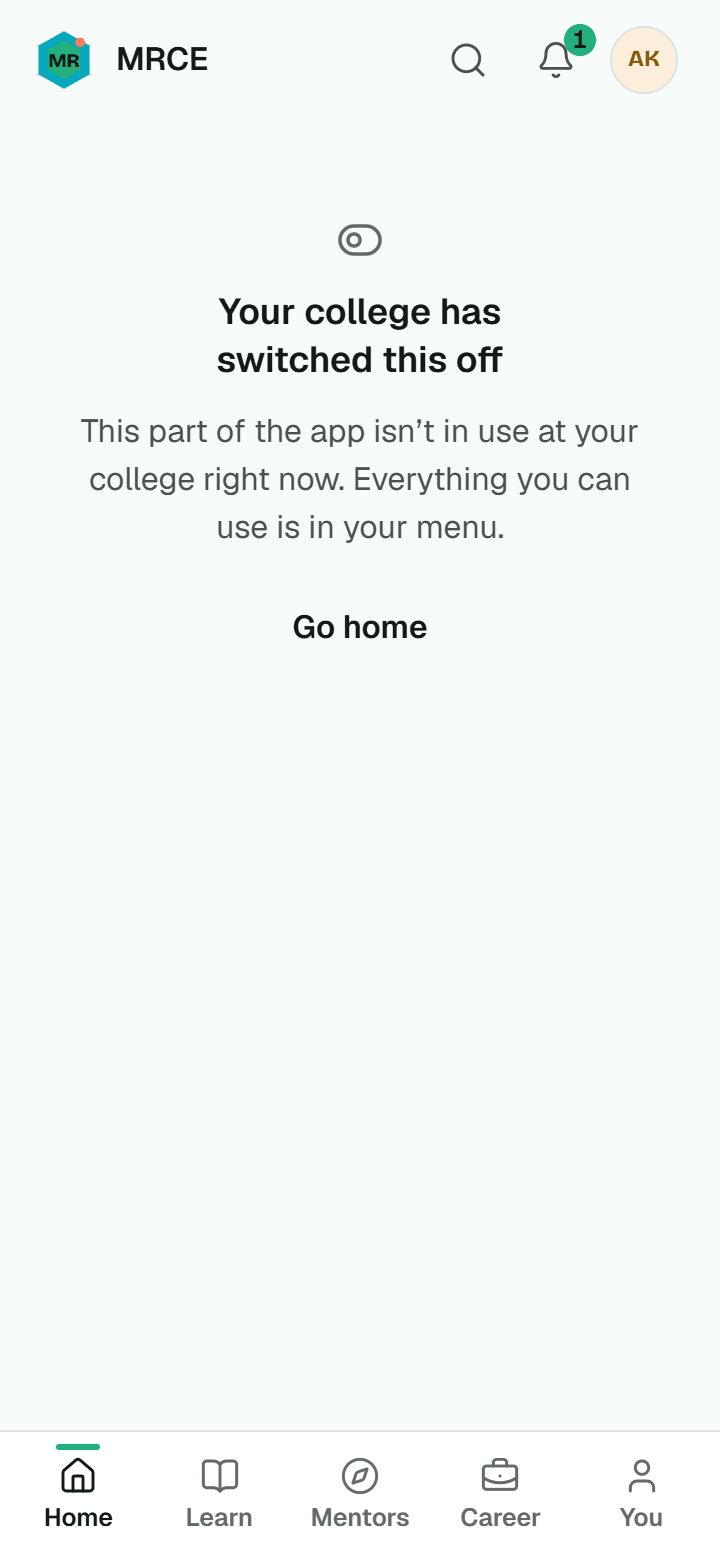 MR
MRCE
1
AK
Your college has
switched this off
This part of the app isn’t in use at your
college right now. Everything you can
use is in your menu.
Go home
Home
Learn
Mentors
Career
You